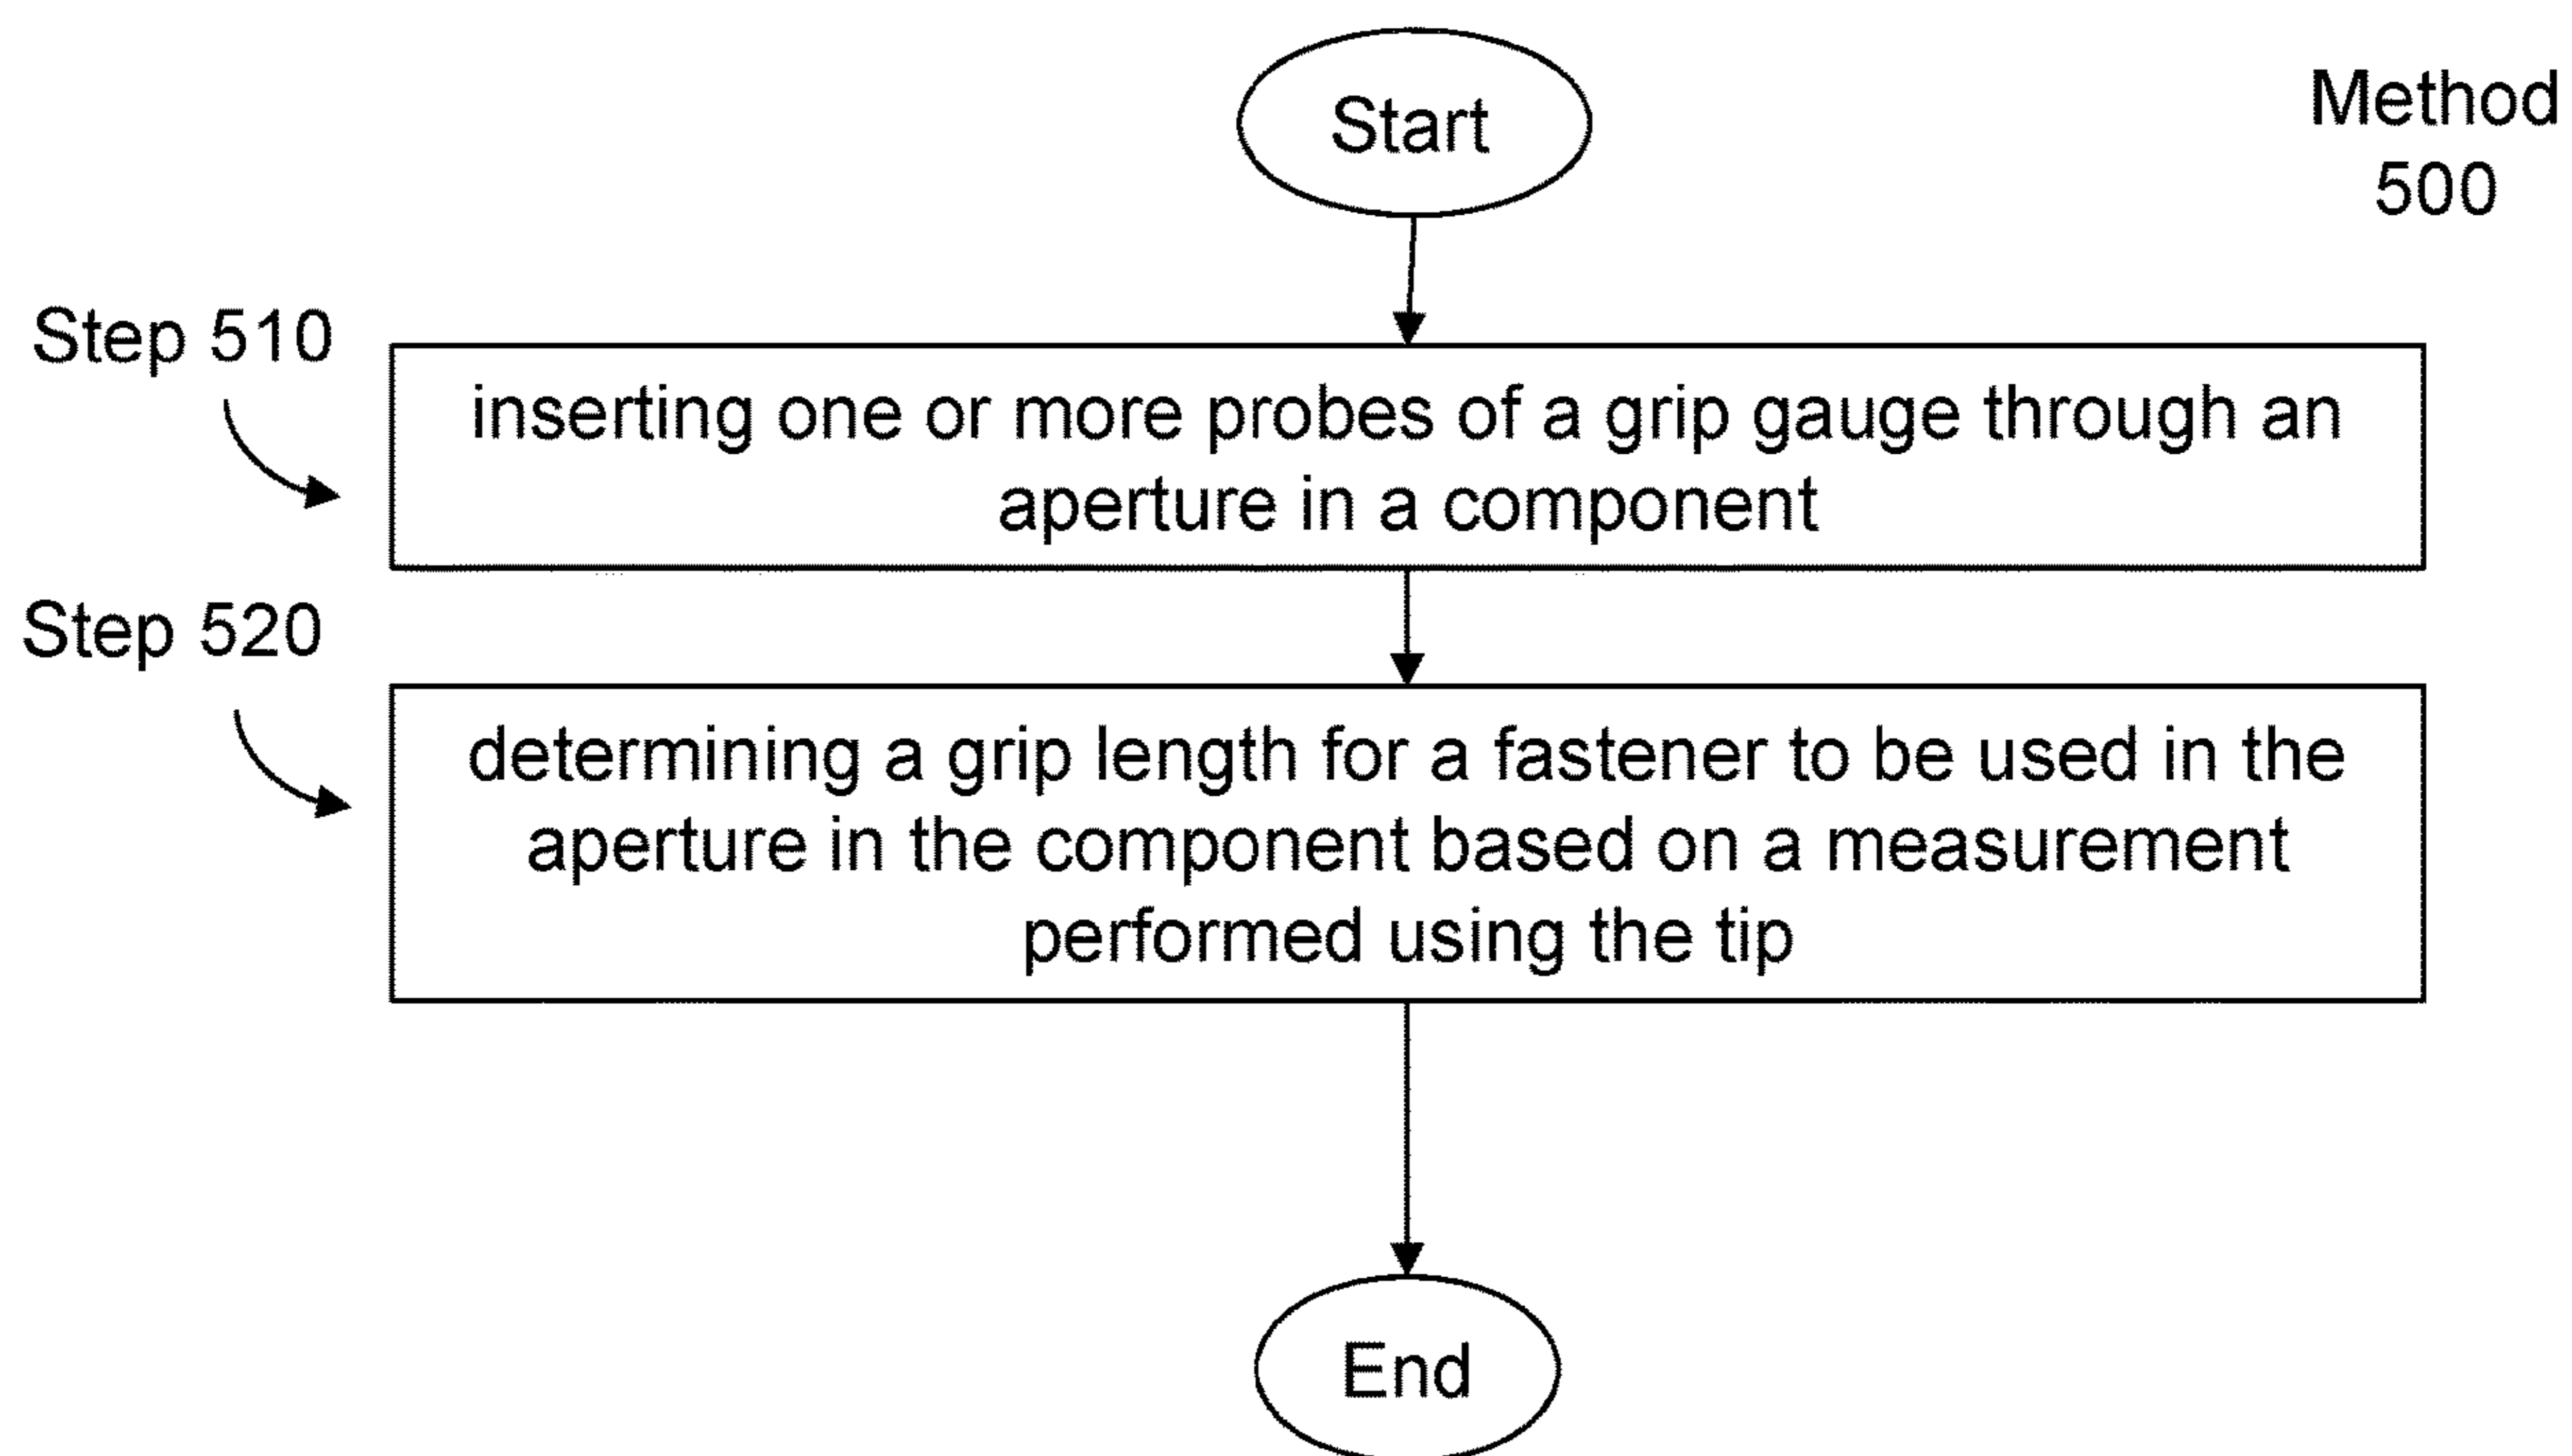 Start
Method
500
Step 510
inserting one or more probes of a grip gauge through an
aperture in a component
Step 520
determining a grip length for a fastener to be used in the
aperture in the component based on a measurement
performed using the tip
End